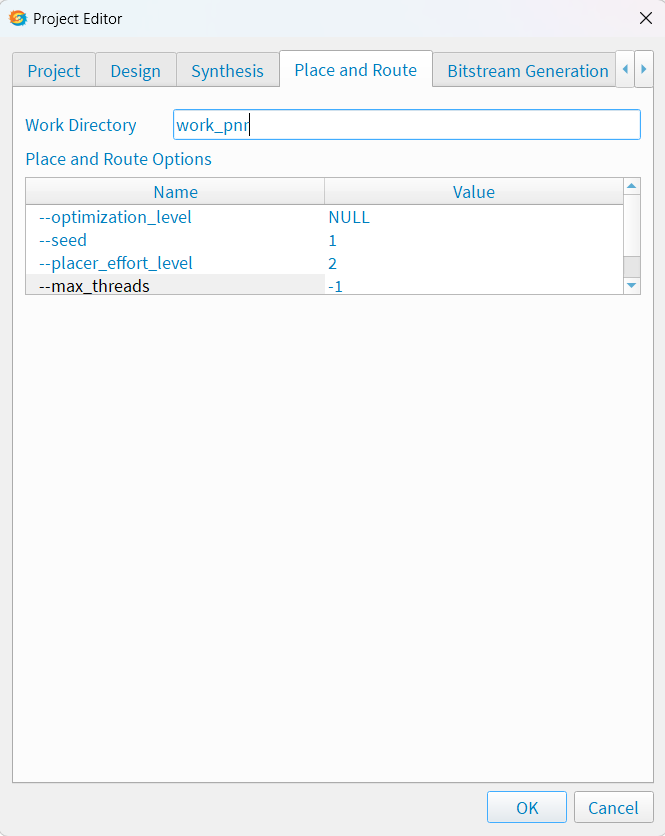 Project Editor
Project Design Synthesis Place and Route Bitstream Generation
Work Directory work_pnr
Place and Route Options
Name Value
--optimization_level NULL
--seed 1
--placer_effort_level 2
--max_threads -1
OK Cancel